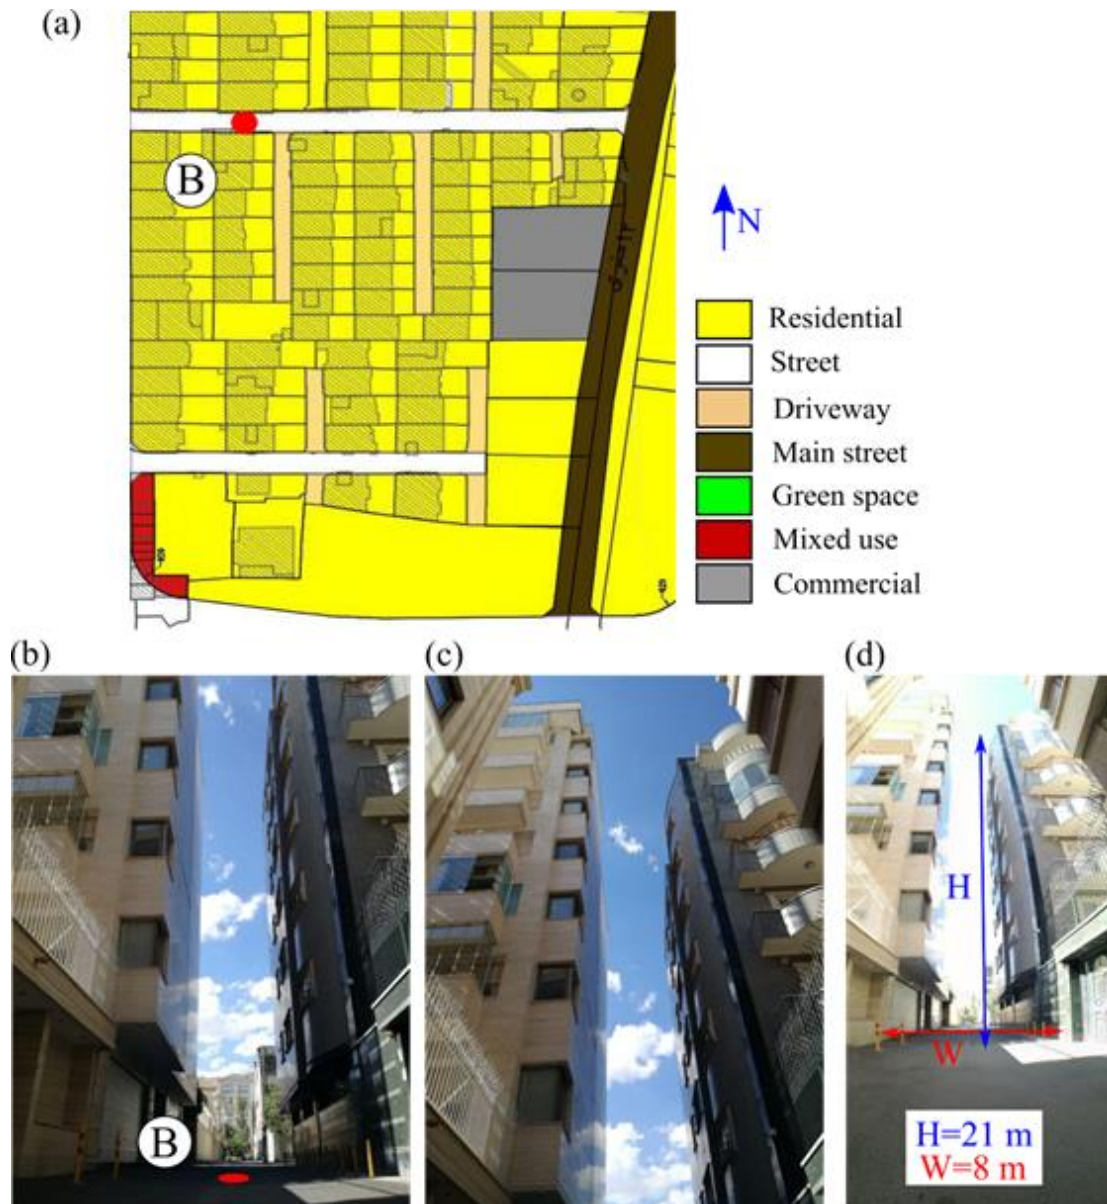 (a)
B
N
Residential
Street
Driveway
Main street
Green space
Mixed use
Commercial
(b)
(c)
(d)
B
H
W
H=21 m
W=8 m